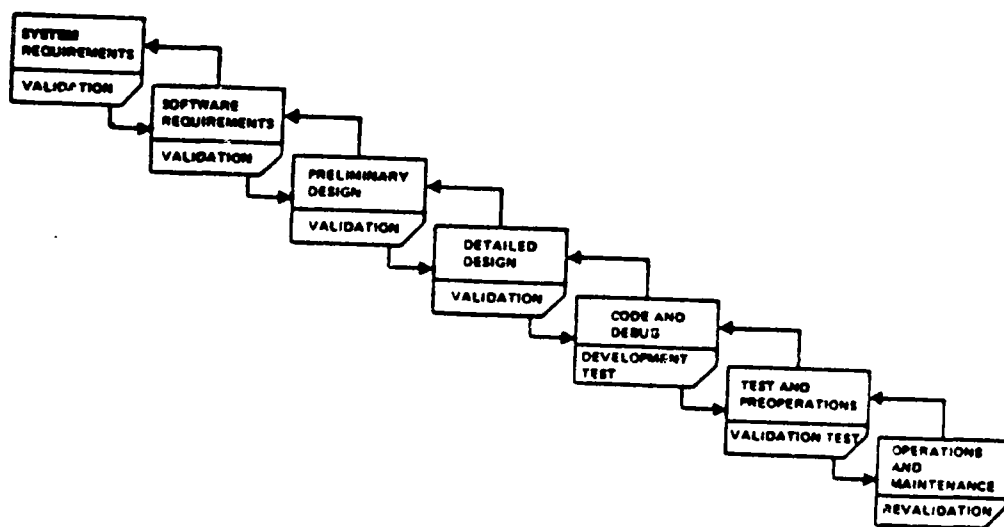 SYSTEM
REQUIREMENTS
VALIDATION
SOFTWARE
REQUIREMENTS
VALIDATION
PRELIMINARY
DESIGN
VALIDATION
DETAILED
DESIGN
VALIDATION
CODE AND
DEBUG
DEVELOPMENT
TEST
TEST AND
PREOPERATIONS
VALIDATION TEST
OPERATIONS
AND
MAINTENANCE
REVALIDATION